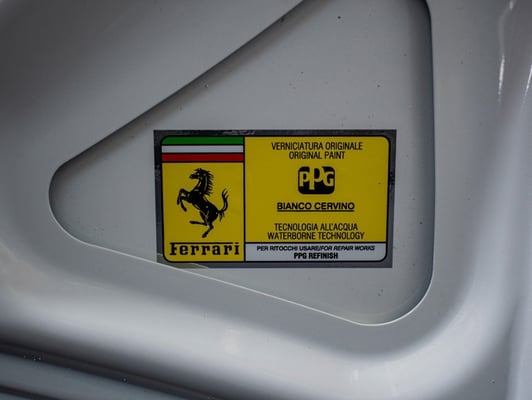 VERNICIATURA ORIGINALE
ORIGINAL PAINT
PPG
BIANCO CERVINO
TECNOLOGIA ALL'ACQUA
WATERBORNE TECHNOLOGY
Ferrari
PER RITOCCHI USARE/FOR REPAIR WORKS
PPG REFINISH